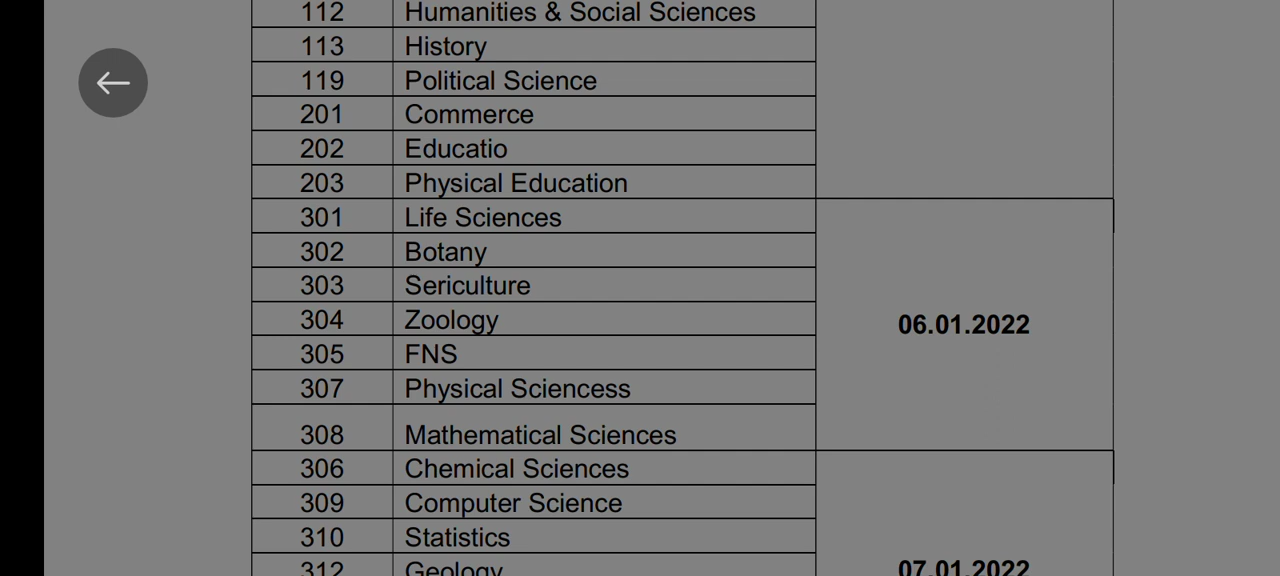 112 Humanities & Social Sciences
113 History
119 Political Science
201 Commerce
202 Educatio
203 Physical Education
301 Life Sciences
302 Botany
303 Sericulture
304 Zoology
06.01.2022
305 FNS
307 Physical Sciencess
308 Mathematical Sciences
306 Chemical Sciences
309 Computer Science
310 Statistics
312 Geology
07.01.2022